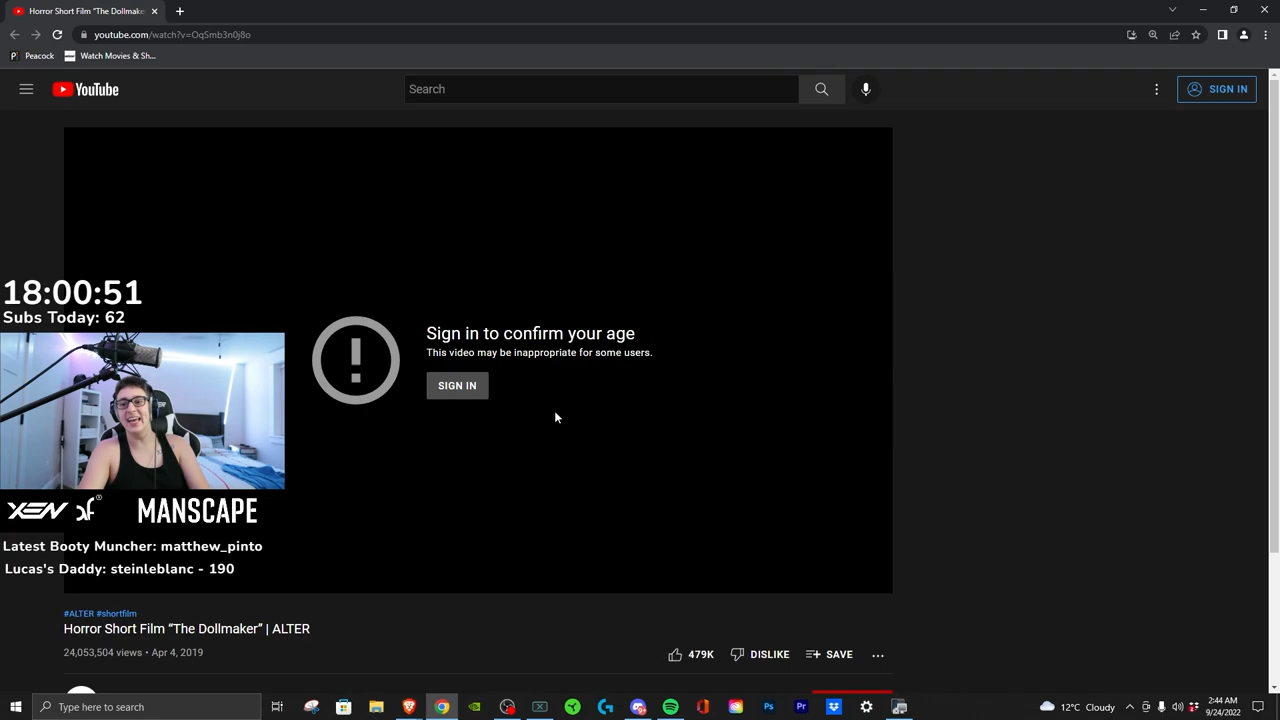 Horror Short Film "The Dollmaker
youtube.com/watch?v=OqSmb3n0j8o
Peacock
Watch Movies & Sh...
YouTube
Search
SIGN IN
18:00:51
Subs Today: 62
Sign in to confirm your age
This video may be inappropriate for some users.
SIGN IN
XEN
MANSCAPE
Latest Booty Muncher: matthew_pinto
Lucas's Daddy: steinleblanc - 190
#ALTER #shortfilm
Horror Short Film “The Dollmaker” | ALTER
24,053,504 views • Apr 4, 2019
479K
DISLIKE
SAVE
Type here to search
12°C Cloudy
2:44 AM
9/24/2022